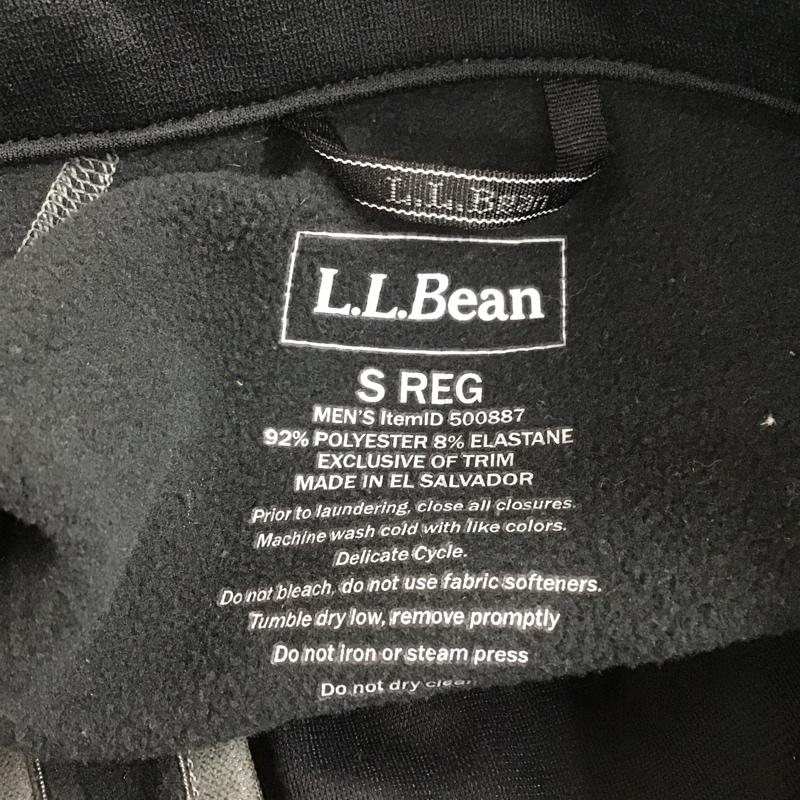 L.L.Bean
L.L.Bean
S REG
MEN'S ItemID 500887
92% POLYESTER 8% ELASTANE
EXCLUSIVE OF TRIM
MADE IN EL SALVADOR
Prior to laundering, close all closures.
Machine wash cold with like colors.
Delicate Cycle.
Do not bleach, do not use fabric softeners.
Tumble dry low, remove promptly
Do not iron or steam press
Do not dry clean